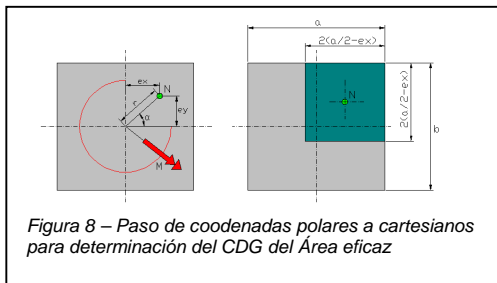 a
2(a/2-ex)
ex
N
r
α
ey
M
N
2(a/2-ex)
b
Figura 8 – Paso de coodenadas polares a cartesianos
para determinación del CDG del Área eficaz